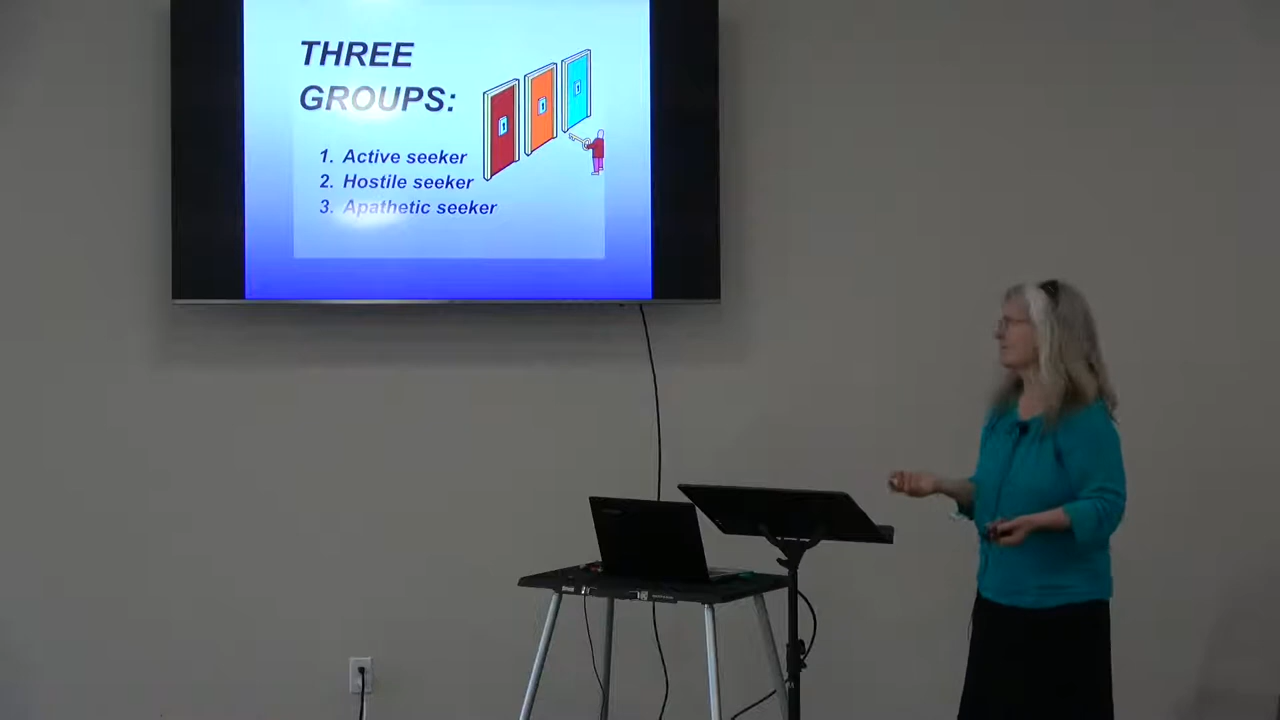 THREE
GROUPS:
1. Active seeker
2. Hostile seeker
3. Apathetic seeker